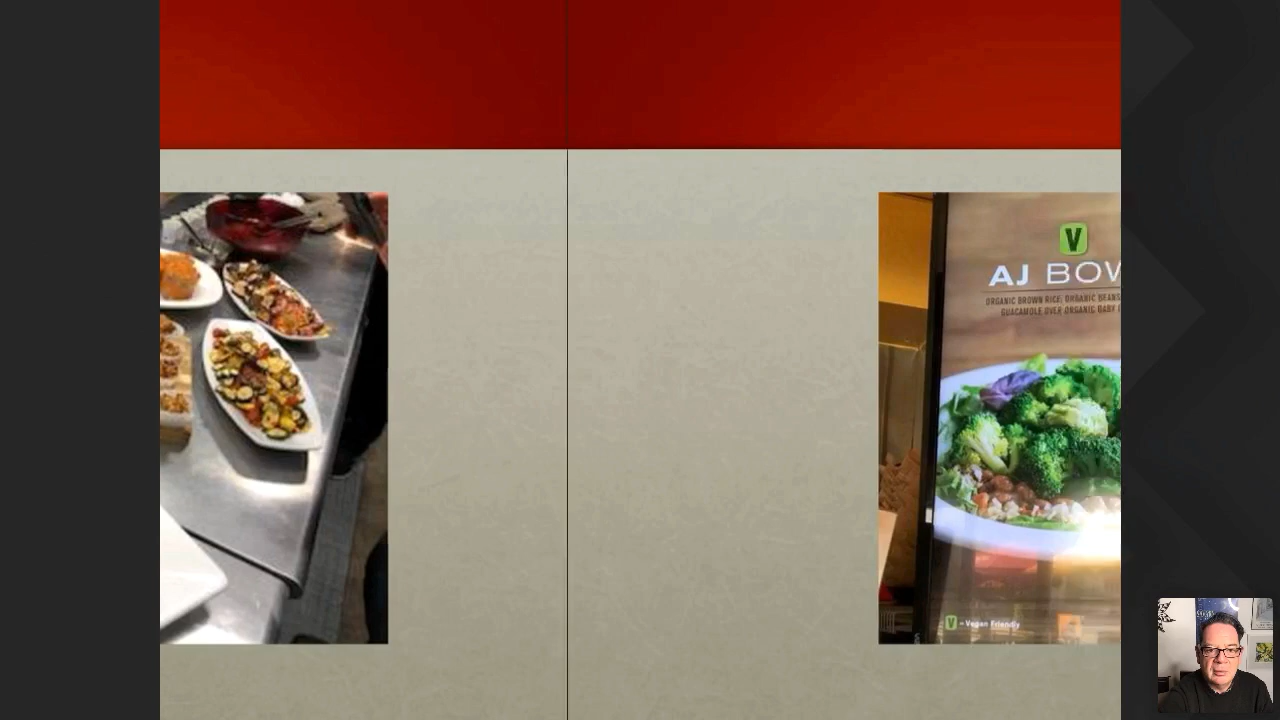 V
AJ BOW
ORGANIC BROWN RICE, ORGANIC BEANS
GUACAMOLE OVER ORGANIC BABY
V = Vegan Friendly